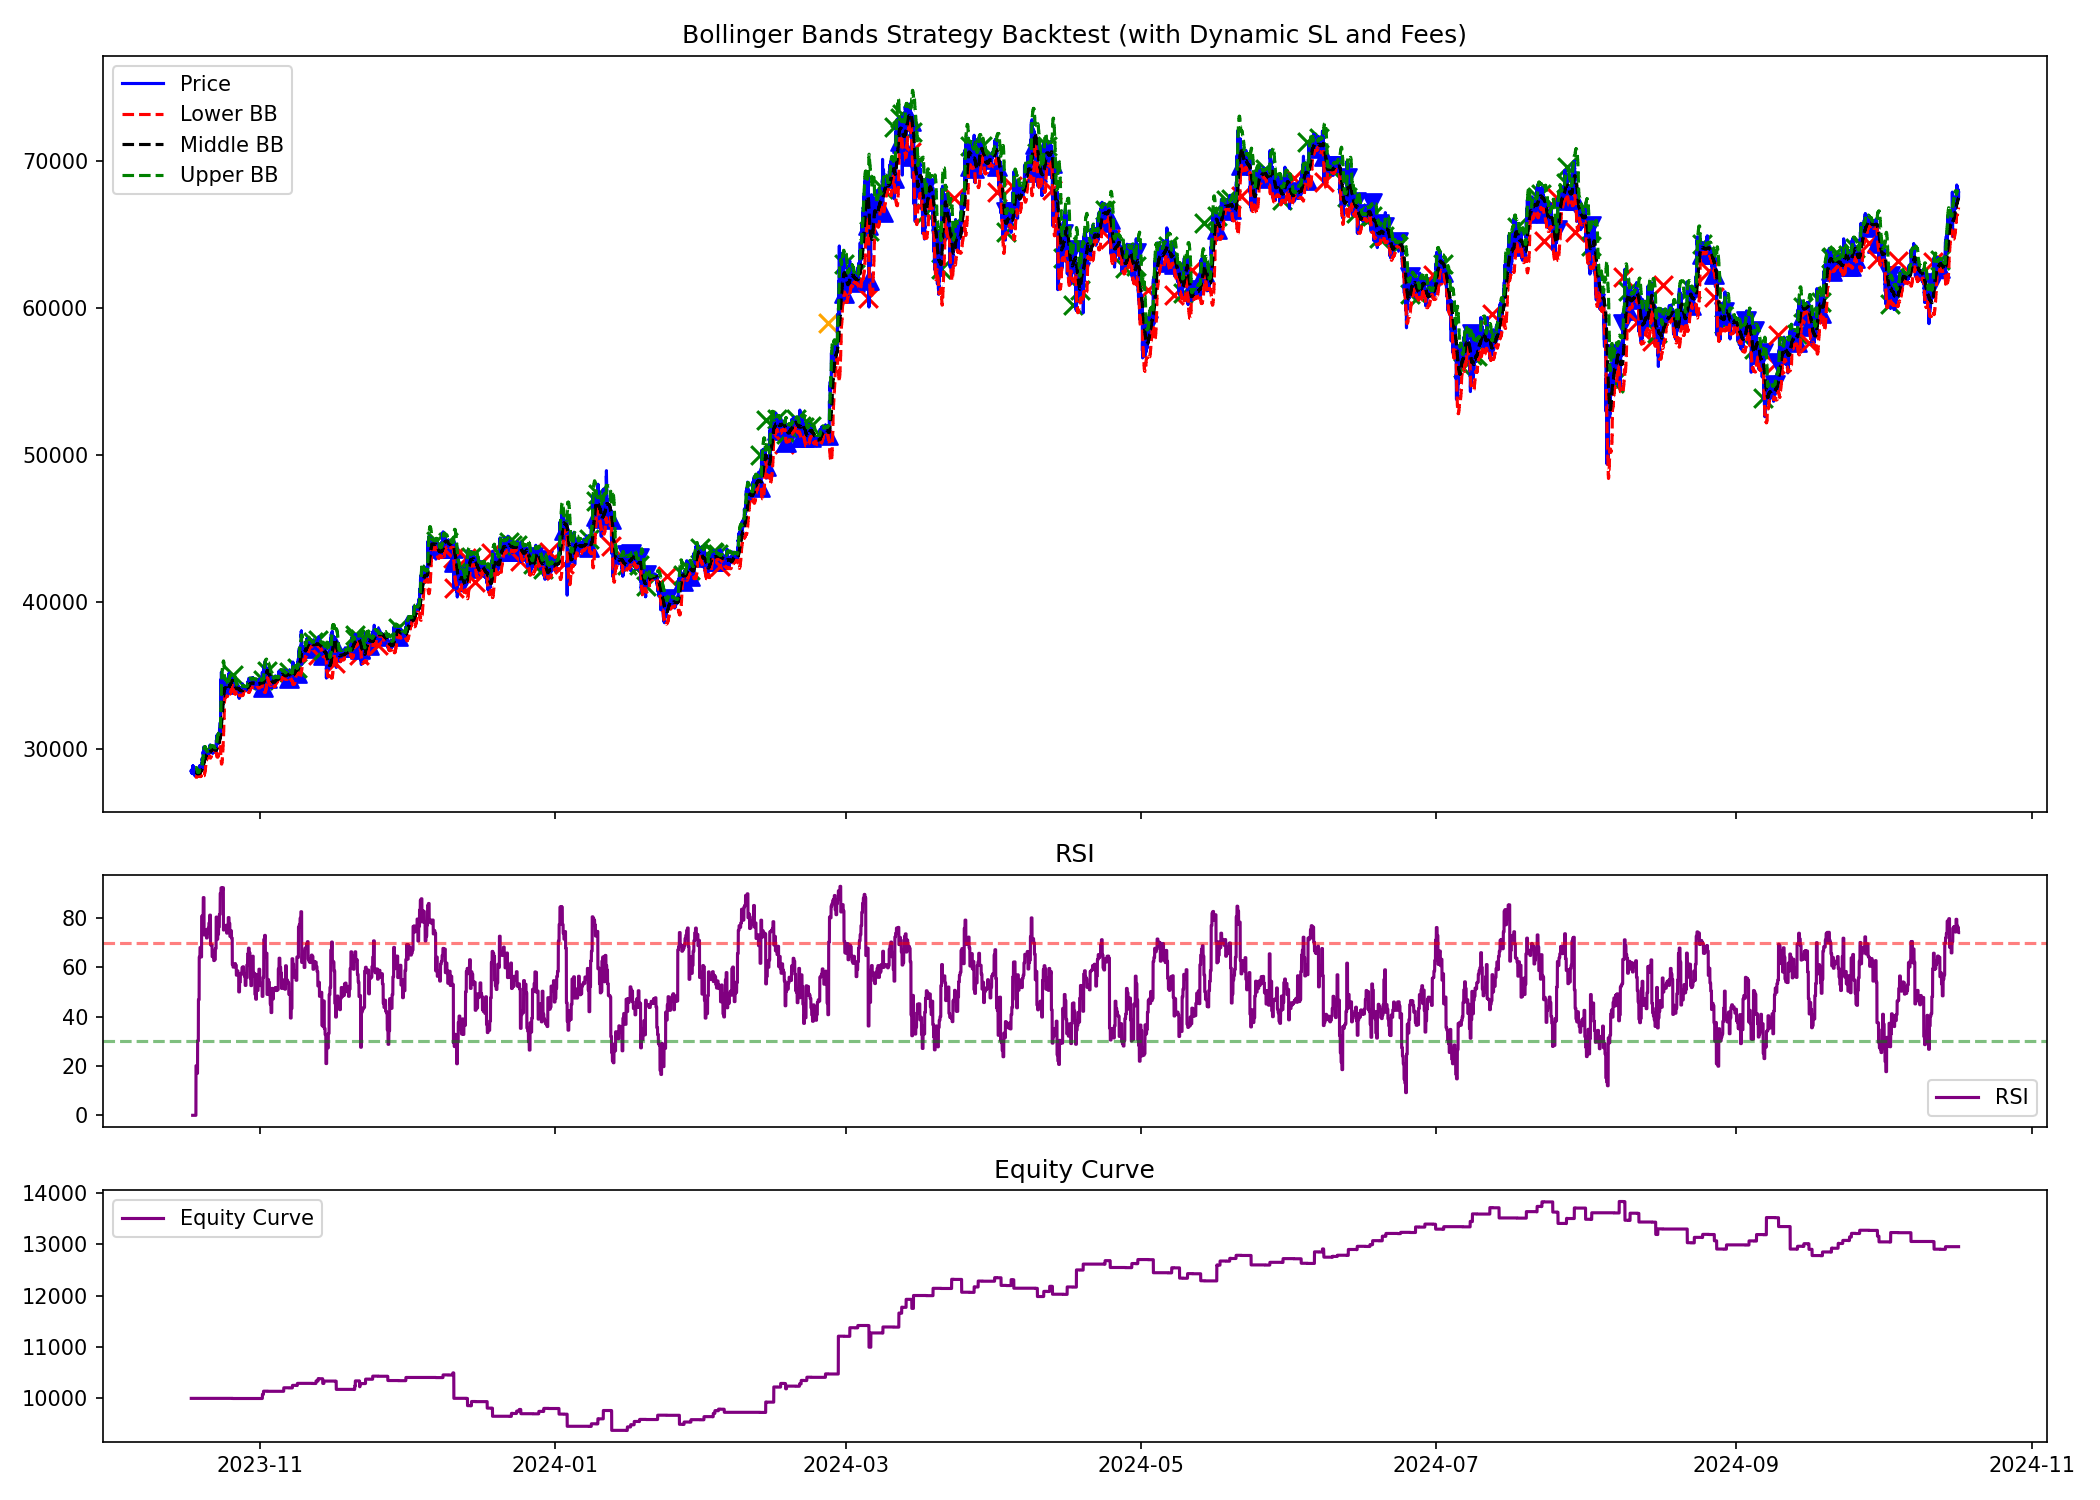 Bollinger Bands Strategy Backtest (with Dynamic SL and Fees)
Price
Lower BB
Middle BB
Upper BB
70000
60000
50000
40000
30000
RSI
80
60
40
20
0
RSI
Equity Curve
14000
Equity Curve
13000
12000
11000
10000
2023-11
2024-01
2024-03
2024-05
2024-07
2024-09
2024-11